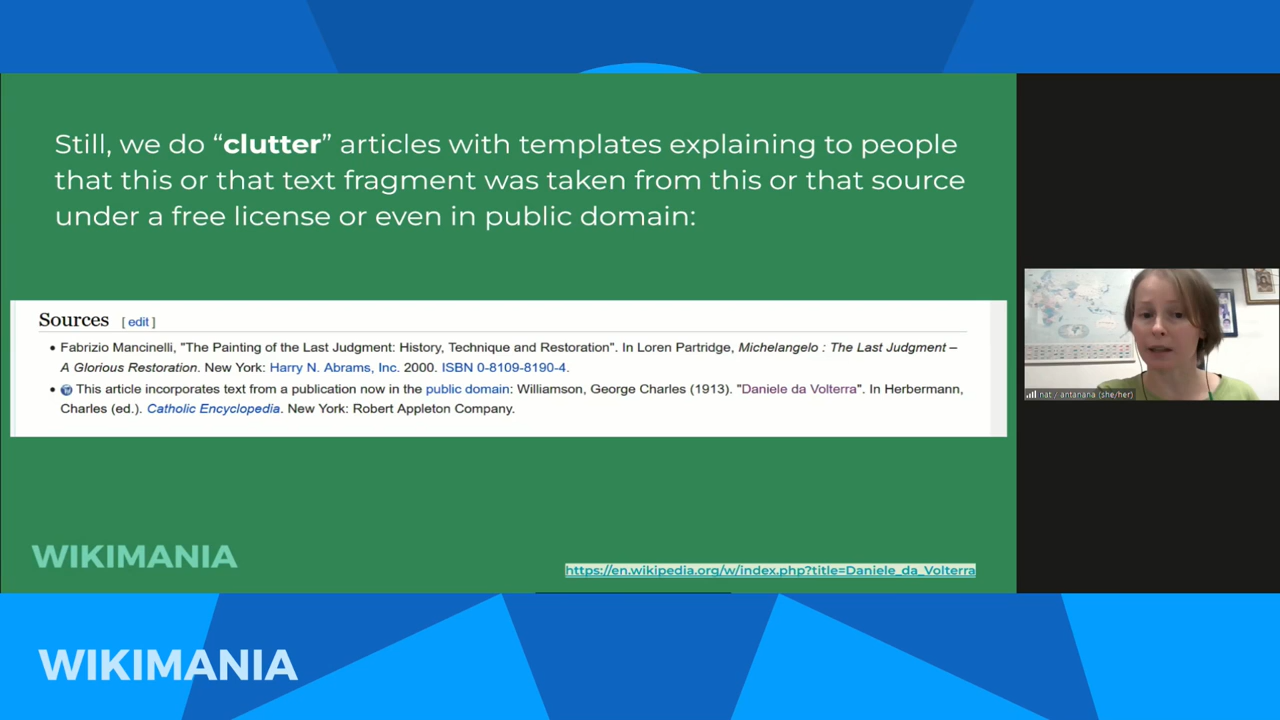 Still, we do “clutter” articles with templates explaining to people
that this or that text fragment was taken from this or that source
under a free license or even in public domain:
Sources [ edit ]
• Fabrizio Mancinelli, "The Painting of the Last Judgment: History, Technique and Restoration". In Loren Partridge, Michelangelo : The Last Judgment –
A Glorious Restoration. New York: Harry N. Abrams, Inc. 2000. ISBN 0-8109-8190-4.
• This article incorporates text from a publication now in the public domain: Williamson, George Charles (1913). "Daniele da Volterra". In Herbermann,
Charles (ed.). Catholic Encyclopedia. New York: Robert Appleton Company.
nat / antanana (she/her)
WIKIMANIA
https://en.wikipedia.org/w/index.php?title=Daniele_da_Volterra
WIKIMANIA